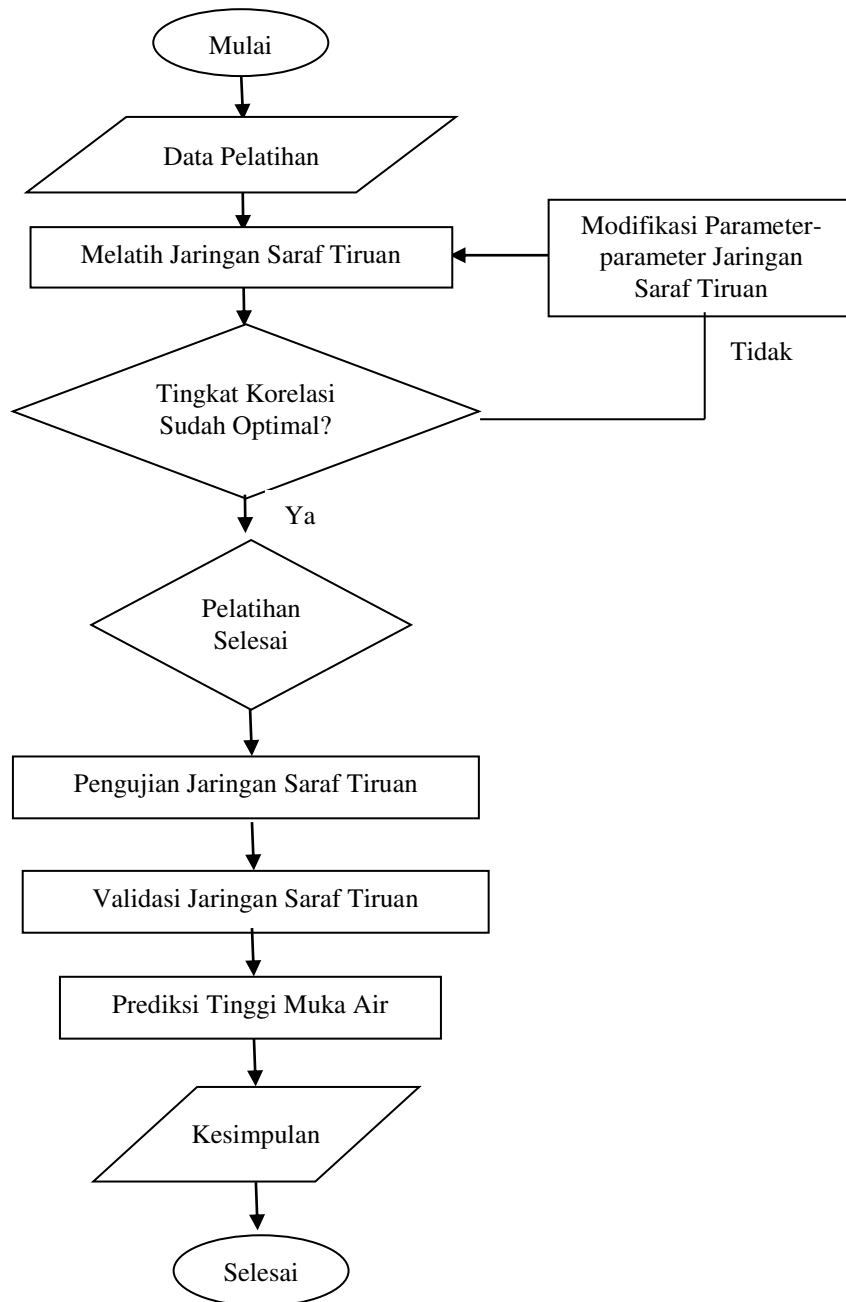 Mulai
Data Pelatihan
Melatih Jaringan Saraf Tiruan
Modifikasi Parameter-
parameter Jaringan
Saraf Tiruan
Tidak
Tingkat Korelasi
Sudah Optimal?
Ya
Pelatihan
Selesai
Pengujian Jaringan Saraf Tiruan
Validasi Jaringan Saraf Tiruan
Prediksi Tinggi Muka Air
Kesimpulan
Selesai